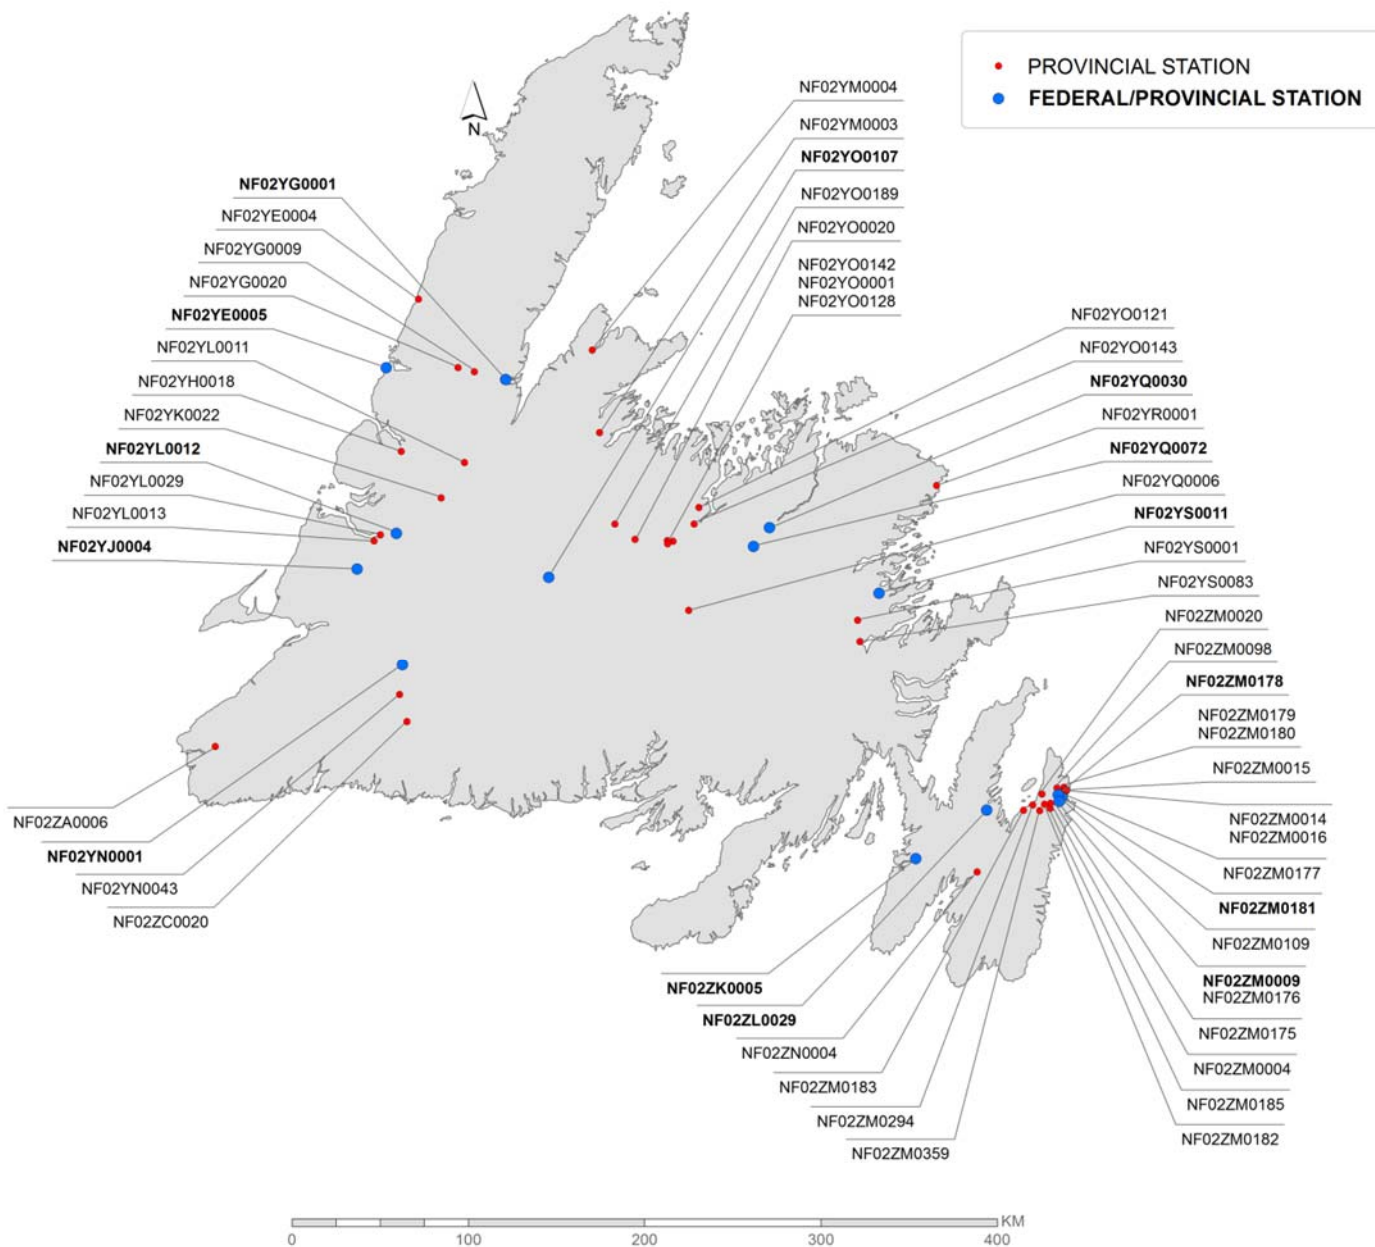 PROVINCIAL STATION
FEDERAL/PROVINCIAL STATION
N
NF02YG0001
NF02YE0004
NF02YG0009
NF02YG0020
NF02YE0005
NF02YL0011
NF02YH0018
NF02YK0022
NF02YL0012
NF02YL0029
NF02YL0013
NF02YJ0004
NF02ZA0006
NF02YN0001
NF02YN0043
NF02ZC0020
NF02YM0004
NF02YM0003
NF02YO0107
NF02YO0189
NF02YO0020
NF02YO0142
NF02YO0001
NF02YO0128
NF02YO0121
NF02YO0143
NF02YQ0030
NF02YR0001
NF02YQ0072
NF02YQ0006
NF02YS0011
NF02YS0001
NF02YS0083
NF02ZM0020
NF02ZM0098
NF02ZM0178
NF02ZM0179
NF02ZM0180
NF02ZM0015
NF02ZM0014
NF02ZM0016
NF02ZM0177
NF02ZM0181
NF02ZM0109
NF02ZM0009
NF02ZM0176
NF02ZM0175
NF02ZM0004
NF02ZM0185
NF02ZM0182
NF02ZK0005
NF02ZL0029
NF02ZN0004
NF02ZM0183
NF02ZM0294
NF02ZM0359
KM
0 100 200 300 400